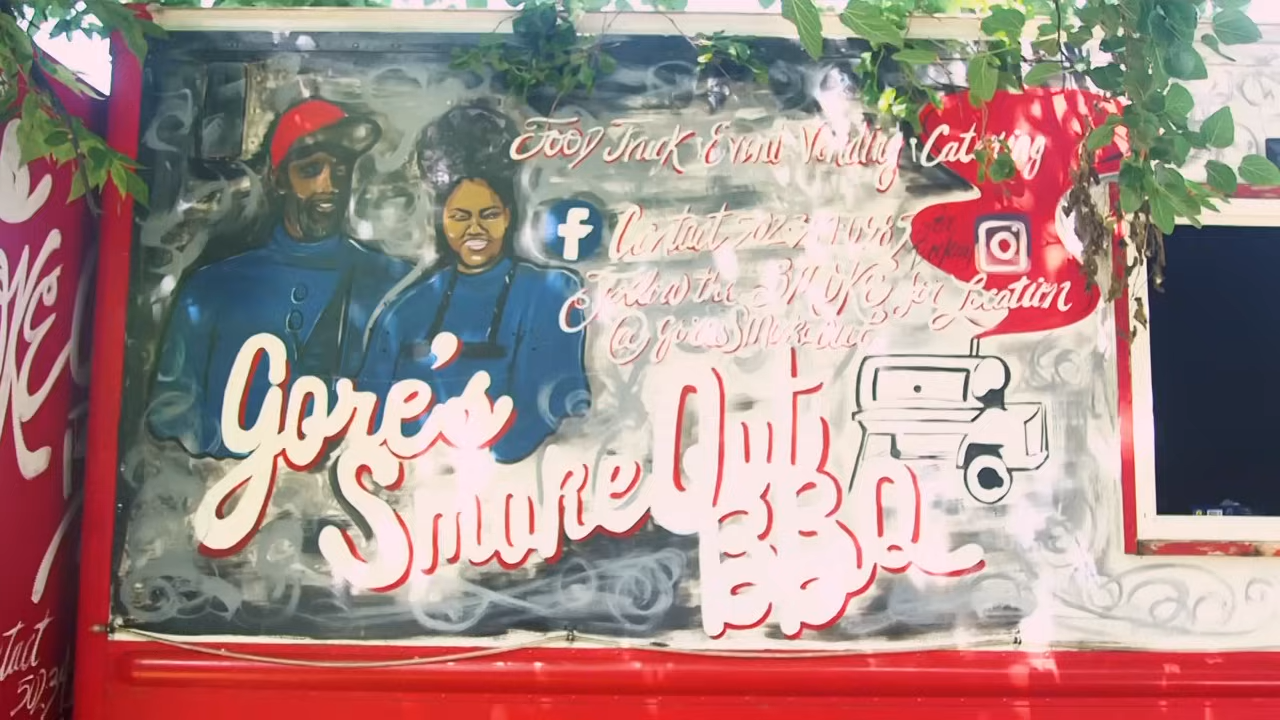 Food Truck Event Vending Catering
Contact
Follow the SMOKE for Location
Gore's
Smoke Out
BBQ